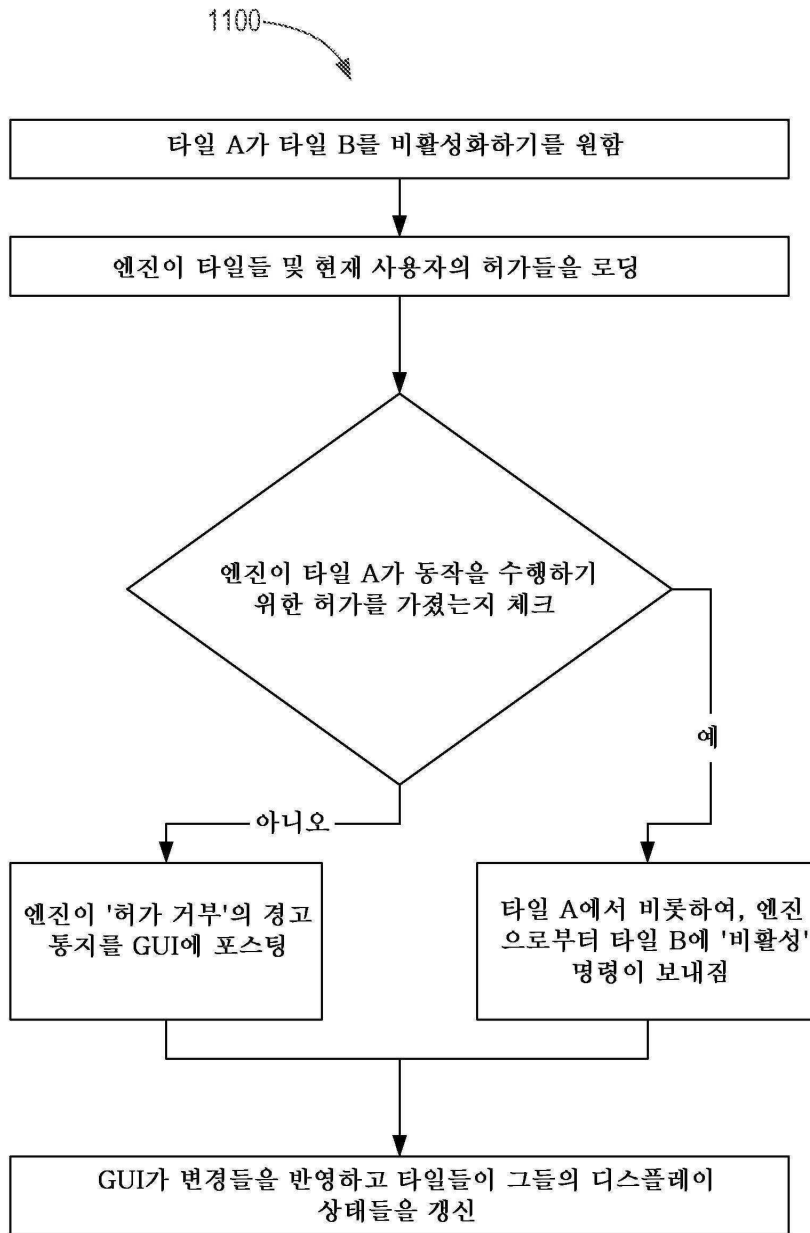 1100
타일 A가 타일 B를 비활성화하기를 원함
엔진이 타일들 및 현재 사용자의 허가들을 로딩
엔진이 타일 A가 동작을 수행하기
위한 허가를 가졌는지 체크
예
아니오
엔진이 '허가 거부'의 경고
통지를 GUI에 포스팅
타일 A에서 비롯하여, 엔진
으로부터 타일 B에 '비활성'
명령이 보내짐
GUI가 변경들을 반영하고 타일들이 그들의 디스플레이
상태들을 갱신